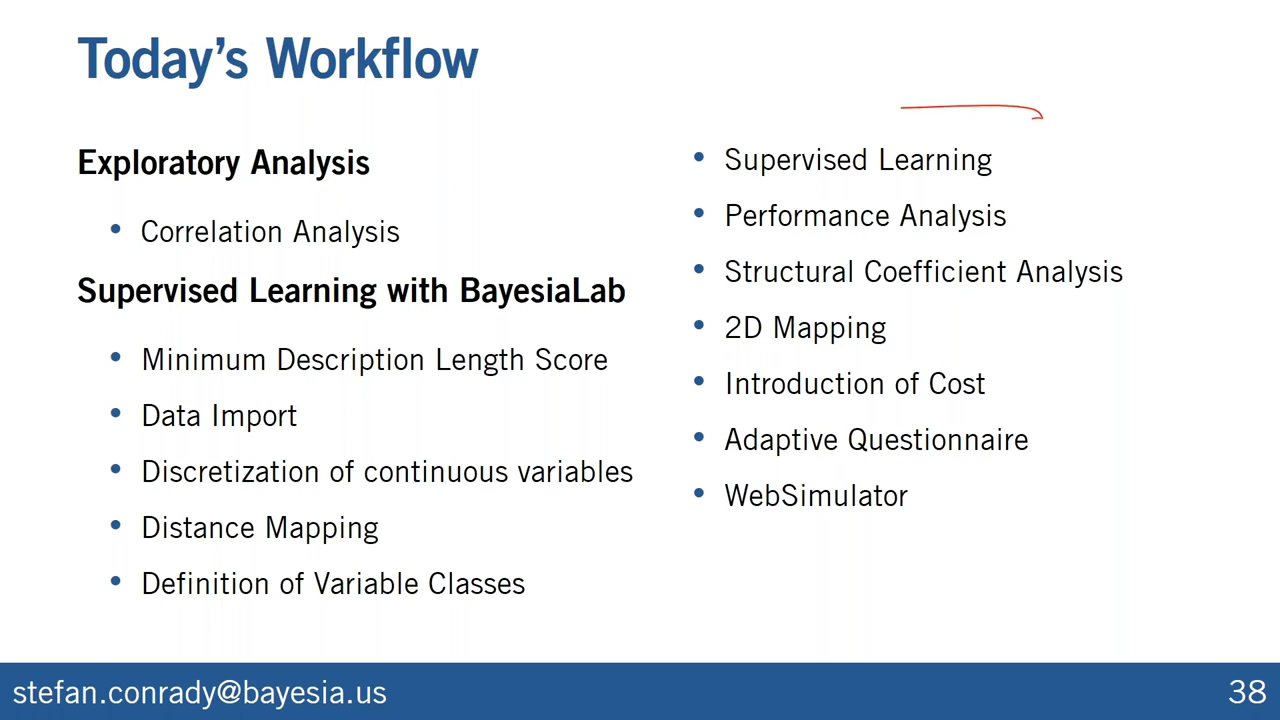 Today's Workflow
Exploratory Analysis
• Correlation Analysis
Supervised Learning with BayesiaLab
• Minimum Description Length Score
• Data Import
• Discretization of continuous variables
• Distance Mapping
• Definition of Variable Classes
• Supervised Learning
• Performance Analysis
• Structural Coefficient Analysis
• 2D Mapping
• Introduction of Cost
• Adaptive Questionnaire
• WebSimulator
stefan.conrady@bayesia.us
38